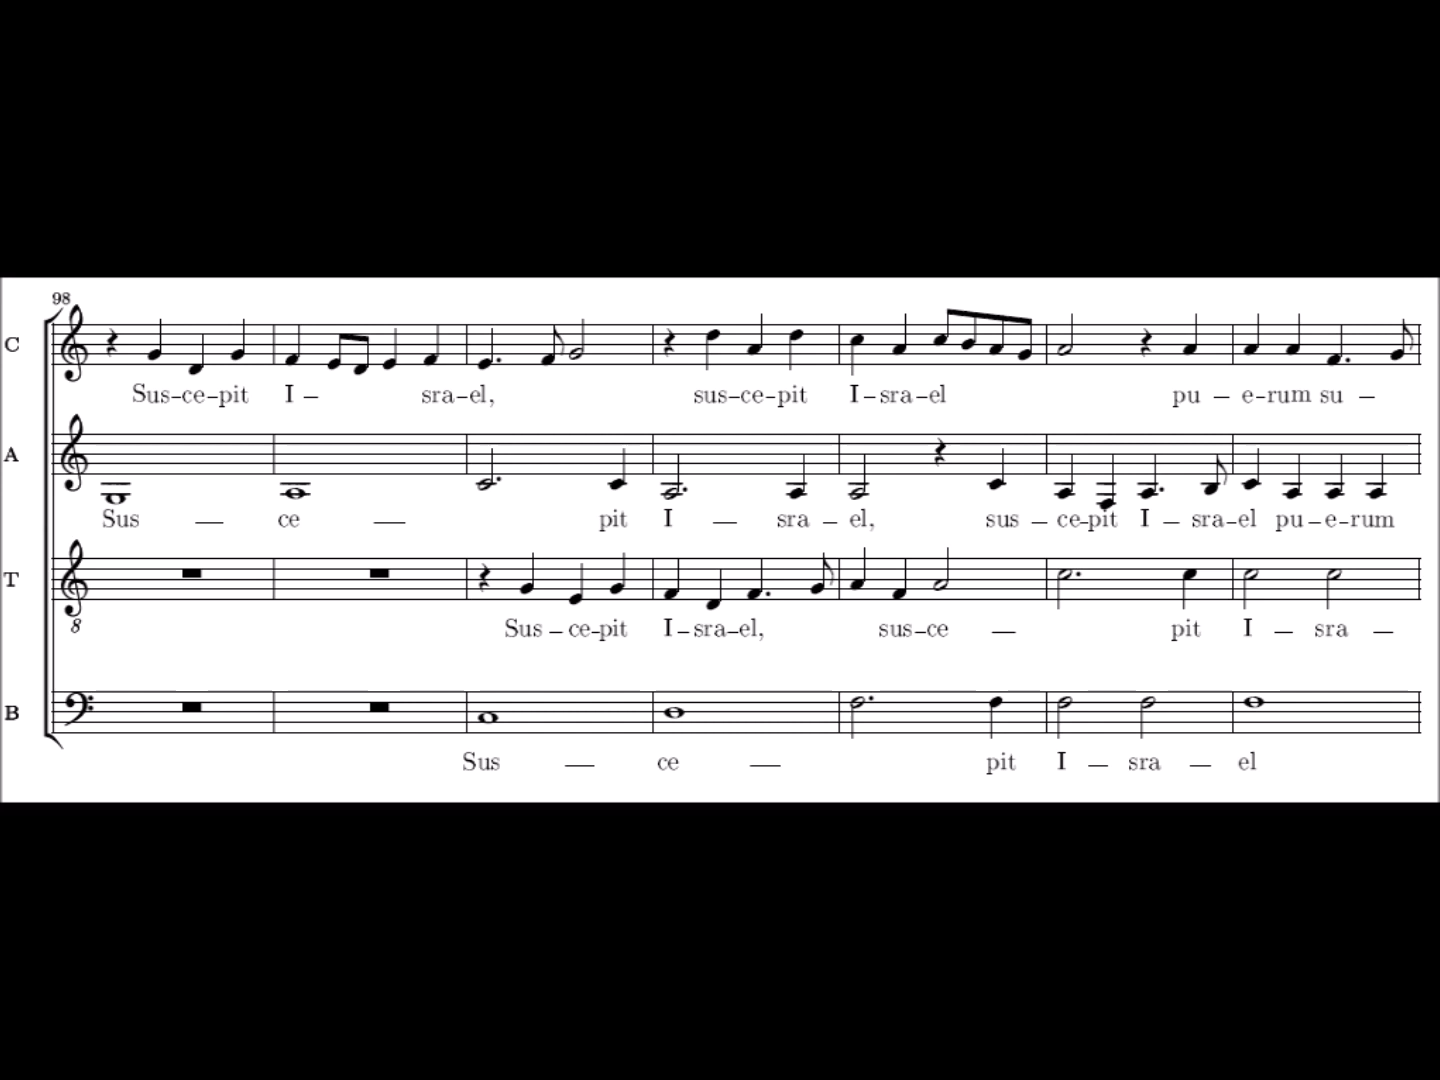 98
C
Sus-ce-pit I - sra-el, sus-ce-pit I-sra-el pu - e-rum su -
A
Sus — ce — pit I — sra - el, sus - ce-pit I - sra-el pu-e-rum
T
8
Sus - ce-pit I-sra-el, sus-ce — pit I — sra —
B
Sus — ce — pit I — sra — el